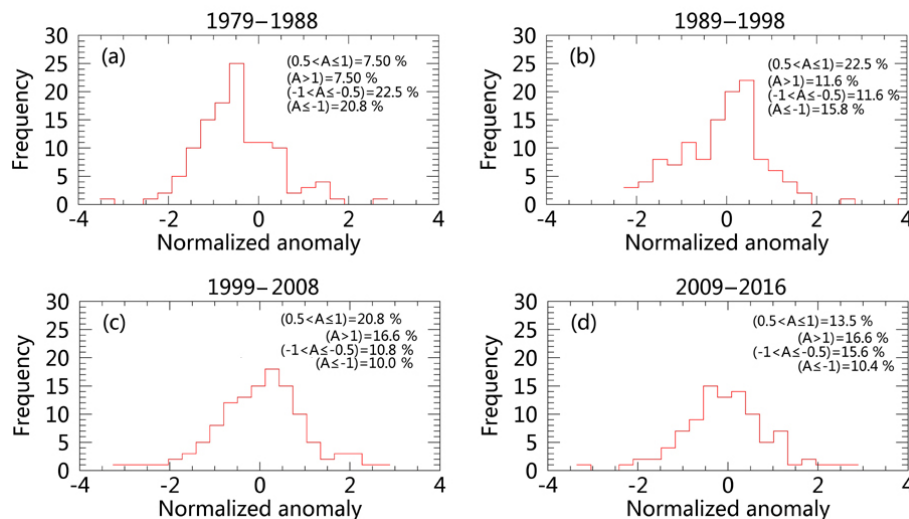 1979−1988
(a)
(0.5<A≤1)=7.50 %
(A>1)=7.50 %
(-1<A≤-0.5)=22.5 %
(A≤-1)=20.8 %
Frequency
30
25
20
15
10
5
0
-4
-2
0
2
4
Normalized anomaly
1989−1998
(b)
(0.5<A≤1)=22.5 %
(A>1)=11.6 %
(-1<A≤-0.5)=11.6 %
(A≤-1)=15.8 %
Frequency
30
25
20
15
10
5
0
-4
-2
0
2
4
Normalized anomaly
1999−2008
(c)
(0.5<A≤1)=20.8 %
(A>1)=16.6 %
(-1<A≤-0.5)=10.8 %
(A≤-1)=10.0 %
Frequency
30
25
20
15
10
5
0
-4
-2
0
2
4
Normalized anomaly
2009−2016
(d)
(0.5<A≤1)=13.5 %
(A>1)=16.6 %
(-1<A≤-0.5)=15.6 %
(A≤-1)=10.4 %
Frequency
30
25
20
15
10
5
0
-4
-2
0
2
4
Normalized anomaly